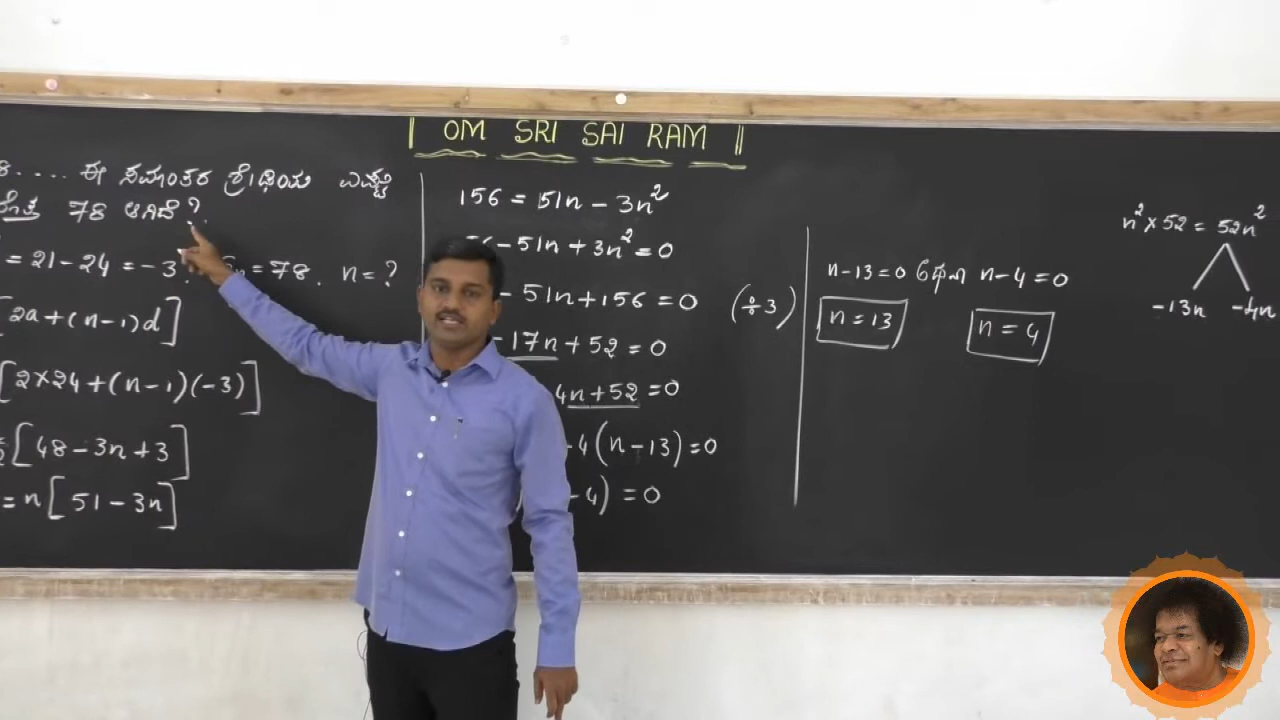 || OM SRI SAI RAM ||
8.... ಈ ಸಮಾಂತರ ಶ್ರೇಢಿಯ ಎಷ್ಟು
78 ಆಗಿದೆ?
= 21 - 24 = -3. = 78. n = ?
[2a + (n-1)d]
[2×24 + (n-1)(-3)]
[48 - 3n + 3]
= n[51 - 3n]
156 = 51n - 3n²
- 51n + 3n² = 0
- 51n + 156 = 0 (÷3)
- 17n + 52 = 0
4n + 52 = 0
- 4(n - 13) = 0
- 4) = 0
n - 13 = 0 ಅಥವಾ n - 4 = 0
n = 13 n = 4
n² × 52 = 52n²
-13n -4n